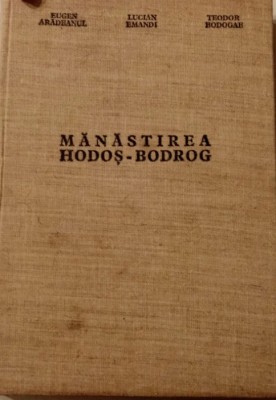 EUGEN LUCIAN TEODOR
ARĂDEANUL EMANDI BODOGAE
MĂNĂSTIREA
HODOȘ-BODROG